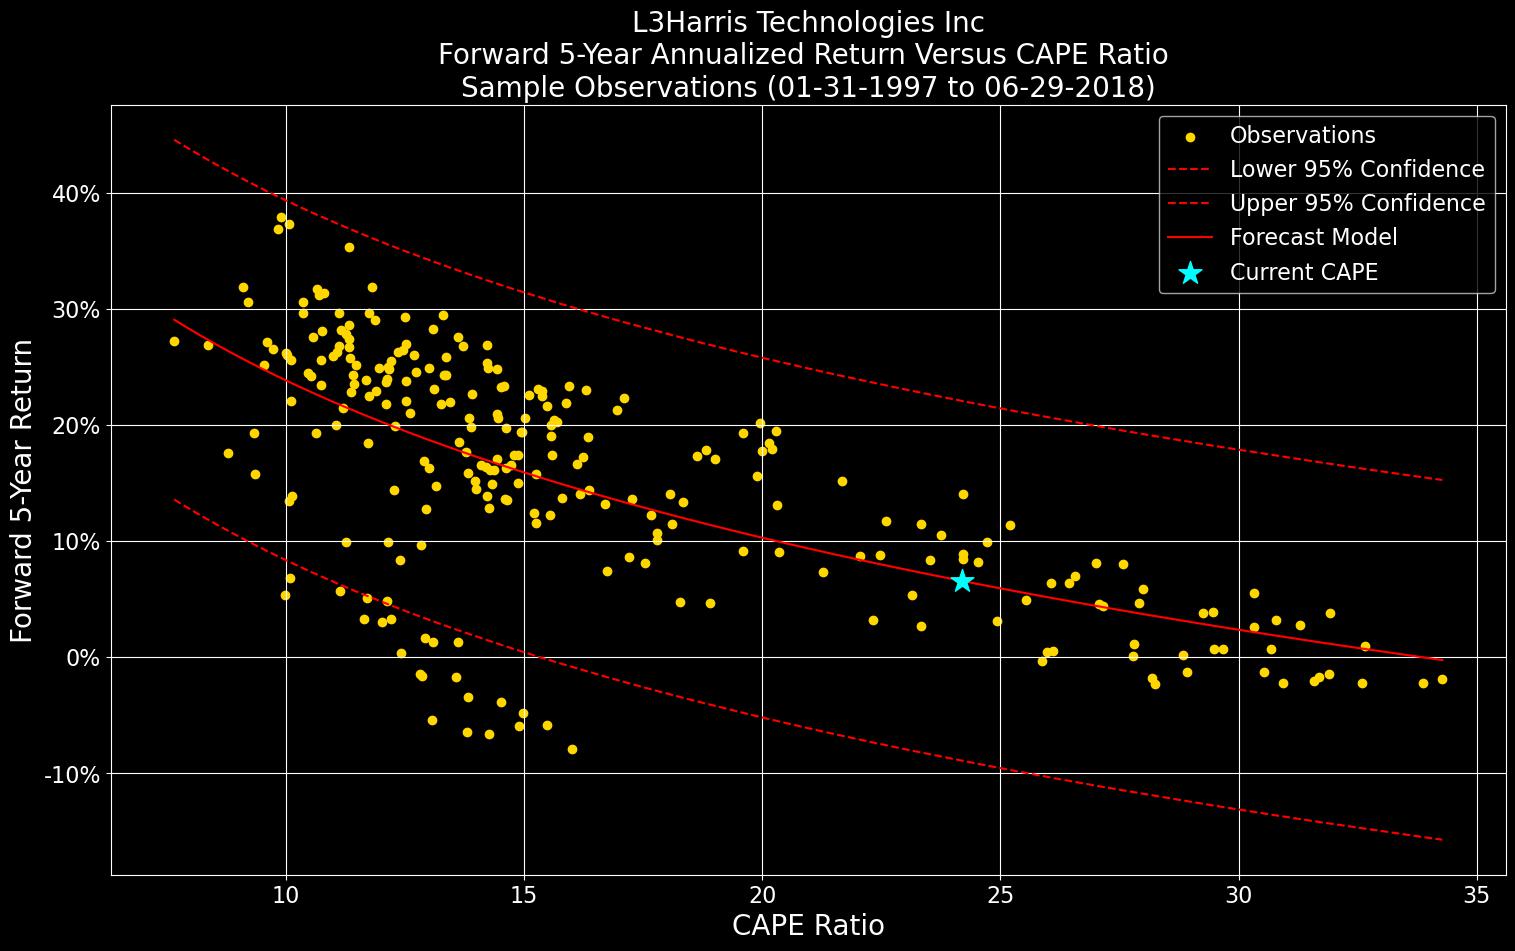 L3Harris Technologies Inc
Forward 5-Year Annualized Return Versus CAPE Ratio
Sample Observations (01-31-1997 to 06-29-2018)
Observations
Lower 95% Confidence
Upper 95% Confidence
Forecast Model
Current CAPE
Forward 5-Year Return
40%
30%
20%
10%
0%
-10%
10 15 20 25 30 35
CAPE Ratio